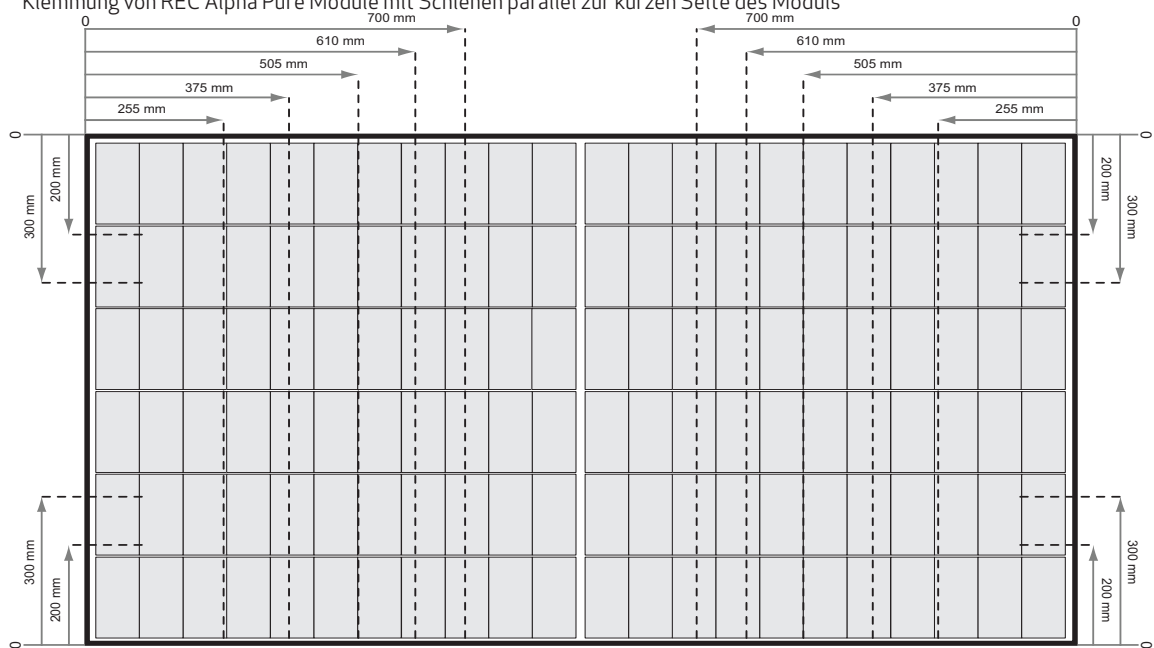 Klemmung von REC Alpha Pure Module mit Schienen parallel zur kurzen Seite des Moduls
0 700 mm 700 mm 0
610 mm 610 mm
505 mm 505 mm
375 mm 375 mm
255 mm 255 mm
0 0
200 mm 200 mm
300 mm 300 mm
300 mm 300 mm
200 mm 200 mm
0 0